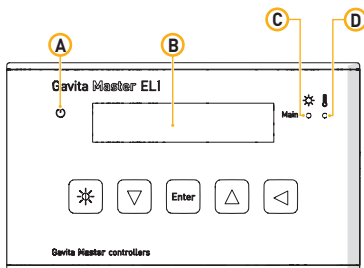 A
B
C
D
Gavita Master EL1
Main
Enter
Gavita Master controllers